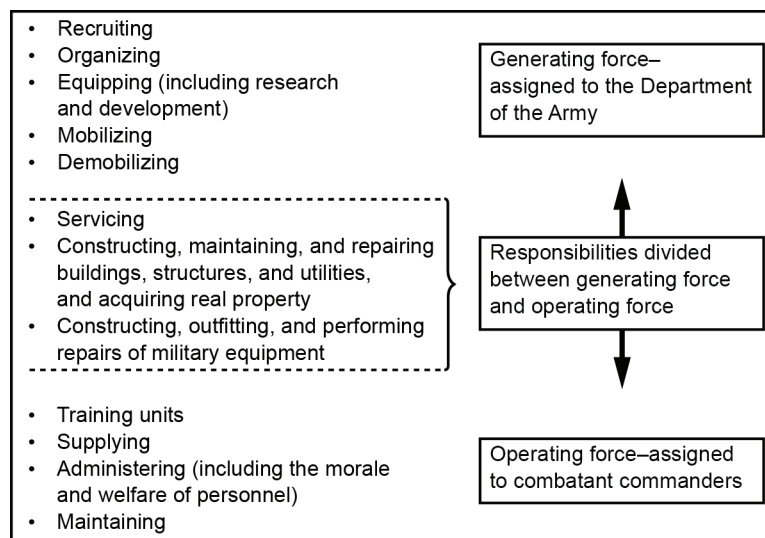 • Recruiting
• Organizing
• Equipping (including research
and development)
• Mobilizing
• Demobilizing
Generating force–
assigned to the Department
of the Army
• Servicing
• Constructing, maintaining, and repairing
buildings, structures, and utilities,
and acquiring real property
• Constructing, outfitting, and performing
repairs of military equipment
Responsibilities divided
between generating force
and operating force
• Training units
• Supplying
• Administering (including the morale
and welfare of personnel)
• Maintaining
Operating force–assigned
to combatant commanders